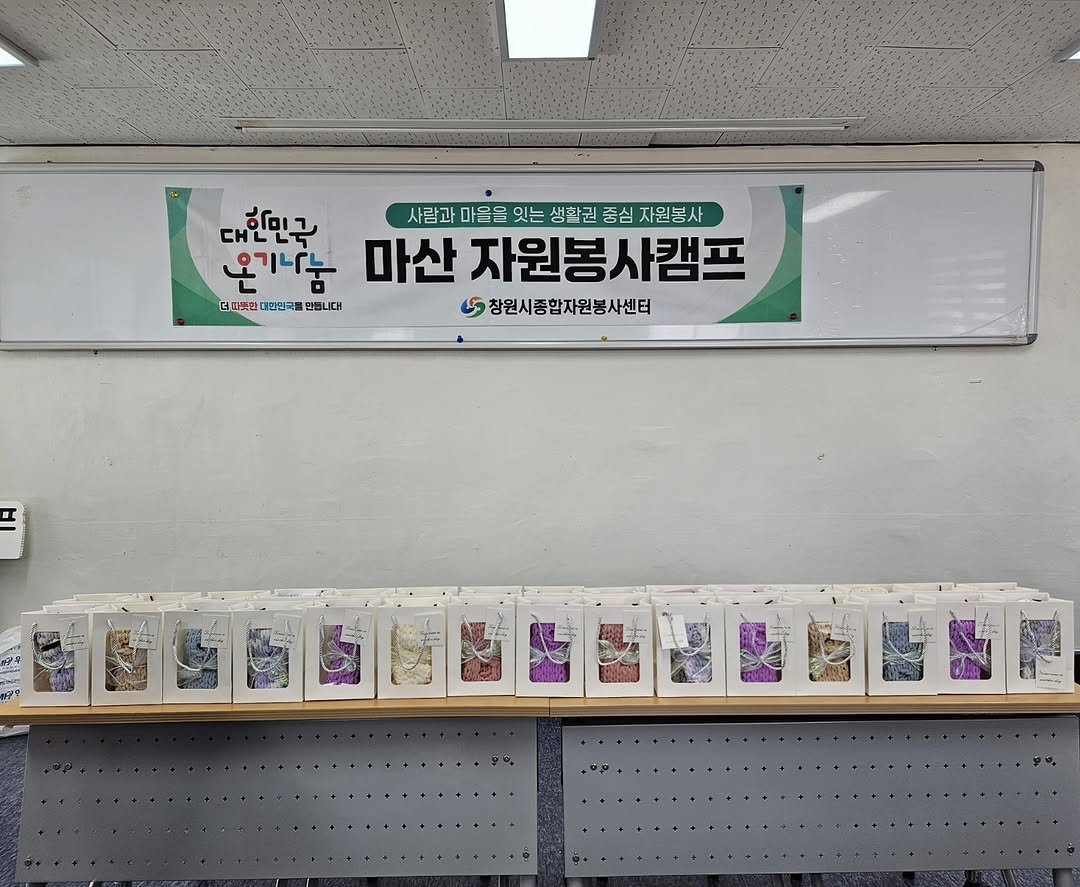 대한민국
온기나눔
더 따뜻한 대한민국을 만듭니다!
사람과 마을을 잇는 생활권 중심 자원봉사
마산 자원봉사캠프
창원시종합자원봉사센터
프